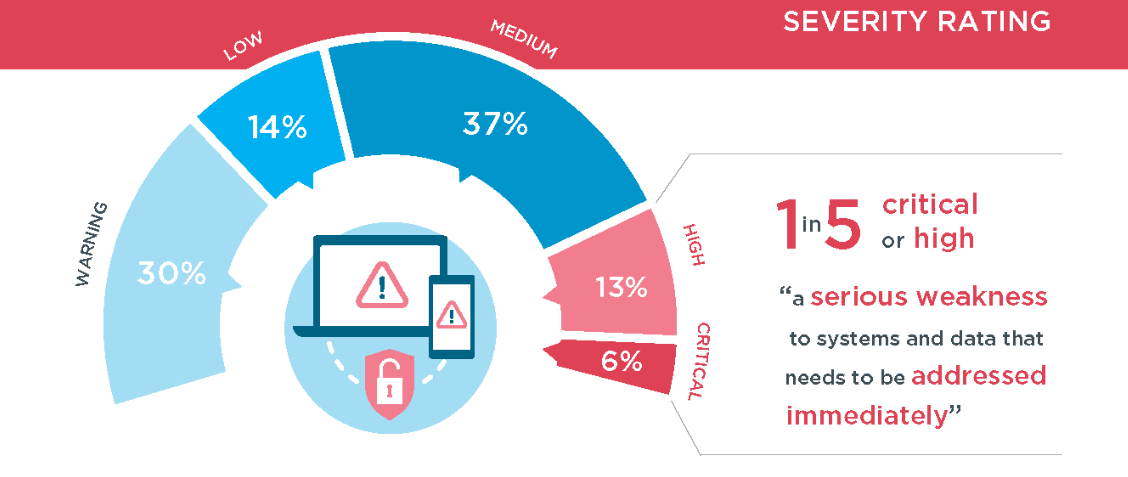 SEVERITY RATING
LOW
MEDIUM
14%
37%
WARNING
30%
HIGH
13%
CRITICAL
6%
! !
1 in 5 critical
or high
“a serious weakness
to systems and data that
needs to be addressed
immediately”